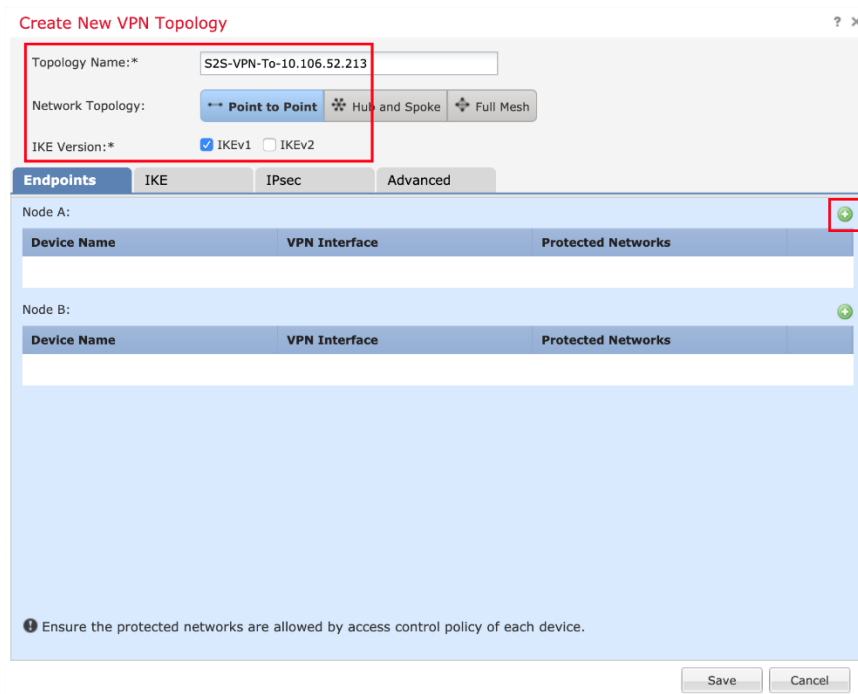 Create New VPN Topology ? ×
Topology Name:* S2S-VPN-To-10.106.52.213
Network Topology: Point to Point Hub and Spoke Full Mesh
IKE Version:* IKEv1 IKEv2
Endpoints IKE IPsec Advanced
Node A:
Device Name VPN Interface Protected Networks
Node B:
Device Name VPN Interface Protected Networks
Ensure the protected networks are allowed by access control policy of each device.
Save Cancel